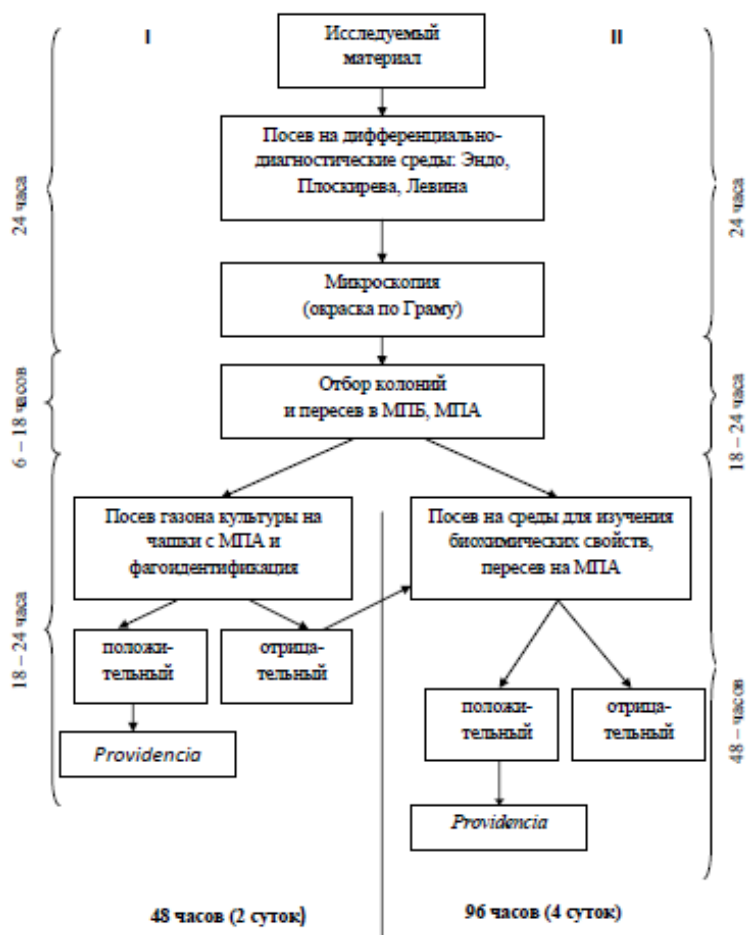 I
II
Исследуемый
материал
Посев на дифференциально-
диагностические среды: Эндо,
Плоскирева, Левина
24 часа
24 часа
Микроскопия
(окраска по Граму)
Отбор колоний
и пересев в МПБ, МПА
6 – 18 часов
18 – 24 часа
Посев газона культуры на
чашки с МПА и
фагоидентификация
Посев на среды для изучения
биохимических свойств,
пересев на МПА
18 – 24 часа
положи-
тельный
отрица-
тельный
Providencia
положи-
тельный
отрица-
тельный
48 – часов
Providencia
48 часов (2 суток)
96 часов (4 суток)